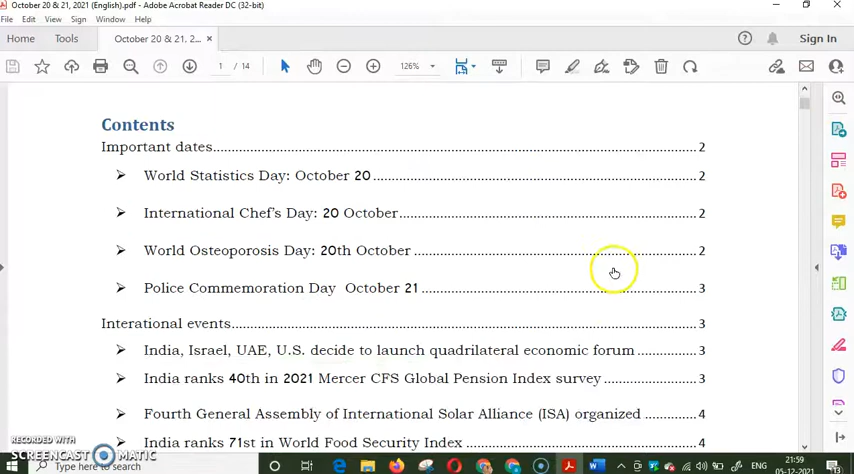 October 20 & 21, 2021 (English).pdf - Adobe Acrobat Reader DC (32-bit)
File Edit View Sign Window Help
Home Tools October 20 & 21, 2... × Sign In
1 / 14 126%
Contents
Important dates 2
➢ World Statistics Day: October 20 2
➢ International Chef's Day: 20 October 2
➢ World Osteoporosis Day: 20th October 2
➢ Police Commemoration Day October 21 3
Interational events 3
➢ India, Israel, UAE, U.S. decide to launch quadrilateral economic forum 3
➢ India ranks 40th in 2021 Mercer CFS Global Pension Index survey 3
➢ Fourth General Assembly of International Solar Alliance (ISA) organized 4
➢ India ranks 71st in World Food Security Index 4
RECORDED WITH
SCREENCAST MATIC
Type here to search
ENG
21:59
05-12-2021
13